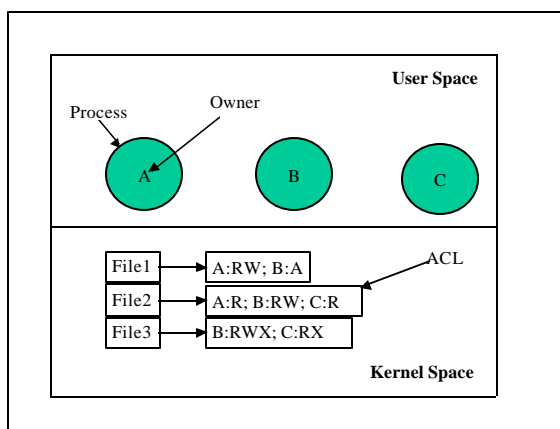 User Space
Owner
Process
A
B
C
ACL
File1
A:RW; B:A
File2
A:R; B:RW; C:R
File3
B:RWX; C:RX
Kernel Space